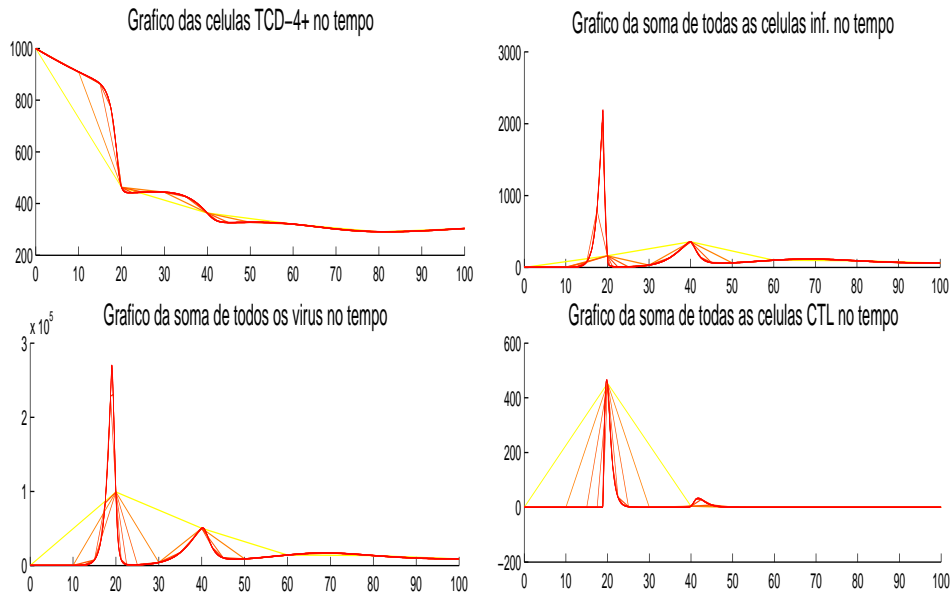 Grafico das celulas TCD−4+ no tempo
1000
800
600
400
200
0 10 20 30 40 50 60 70 80 90 100
Grafico da soma de todas as celulas inf. no tempo
3000
2000
1000
0
0 10 20 30 40 50 60 70 80 90 100
Grafico da soma de todos os virus no tempo
x 10^5
3
2
1
0
0 10 20 30 40 50 60 70 80 90 100
Grafico da soma de todas as celulas CTL no tempo
600
400
200
0
−200
0 10 20 30 40 50 60 70 80 90 100